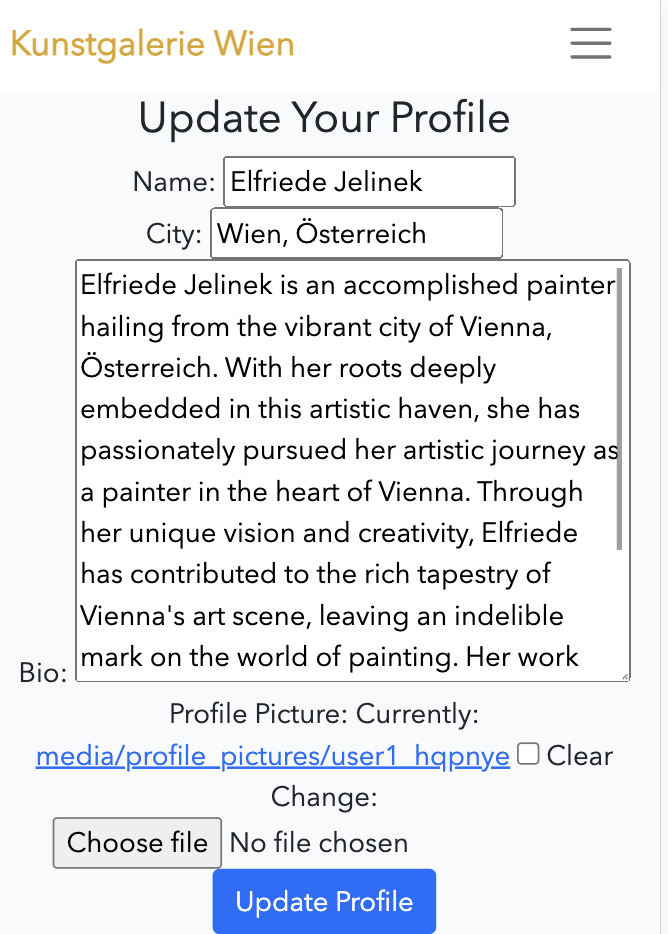 Kunstgalerie Wien
Update Your Profile
Name: Elfriede Jelinek
City: Wien, Österreich
Elfriede Jelinek is an accomplished painter
hailing from the vibrant city of Vienna,
Österreich. With her roots deeply
embedded in this artistic haven, she has
passionately pursued her artistic journey as
a painter in the heart of Vienna. Through
her unique vision and creativity, Elfriede
has contributed to the rich tapestry of
Vienna's art scene, leaving an indelible
mark on the world of painting. Her work
Bio:
Profile Picture: Currently:
media/profile_pictures/user1_hqpnye Clear
Change:
Choose file No file chosen
Update Profile